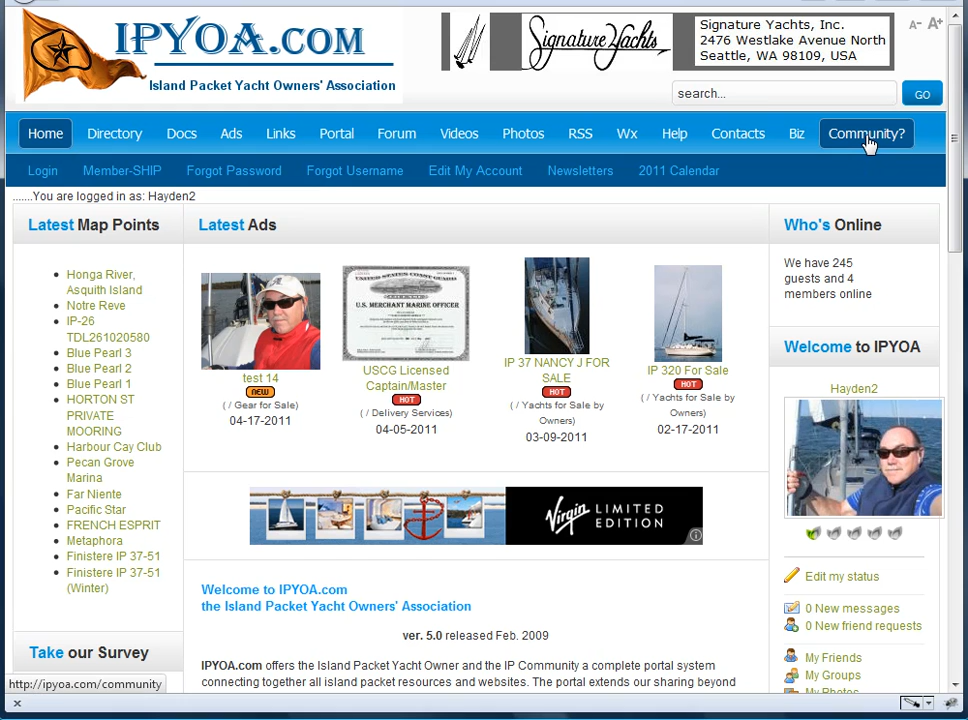 IPYOA.COM
Island Packet Yacht Owners' Association
Signature Yachts
Signature Yachts, Inc.
2476 Westlake Avenue North
Seattle, WA 98109, USA
A- A+
search...
GO
Home Directory Docs Ads Links Portal Forum Videos Photos RSS Wx Help Contacts Biz Community?
Login Member-SHIP Forgot Password Forgot Username Edit My Account Newsletters 2011 Calendar
.......You are logged in as: Hayden2
Latest Map Points
Honga River,
Asquith Island
Notre Reve
IP-26
TDL261020580
Blue Pearl 3
Blue Pearl 2
Blue Pearl 1
HORTON ST
PRIVATE
MOORING
Harbour Cay Club
Pecan Grove
Marina
Far Niente
Pacific Star
FRENCH ESPRIT
Metaphora
Finistere IP 37-51
Finistere IP 37-51
(Winter)
Take our Survey
Latest Ads
test 14
NEW
( / Gear for Sale)
04-17-2011
U.S. MERCHANT MARINE OFFICER
USCG Licensed
Captain/Master
HOT
( / Delivery Services)
04-05-2011
IP 37 NANCY J FOR
SALE
HOT
( / Yachts for Sale by
Owners)
03-09-2011
IP 320 For Sale
HOT
( / Yachts for Sale by
Owners)
02-17-2011
Virgin LIMITED
EDITION
Welcome to IPYOA.com
the Island Packet Yacht Owners' Association
ver. 5.0 released Feb. 2009
IPYOA.com offers the Island Packet Yacht Owner and the IP Community a complete portal system
connecting together all island packet resources and websites. The portal extends our sharing beyond
Who's Online
We have 245
guests and 4
members online
Welcome to IPYOA
Hayden2
Edit my status
0 New messages
0 New friend requests
My Friends
My Groups
My Photos
http://ipyoa.com/community